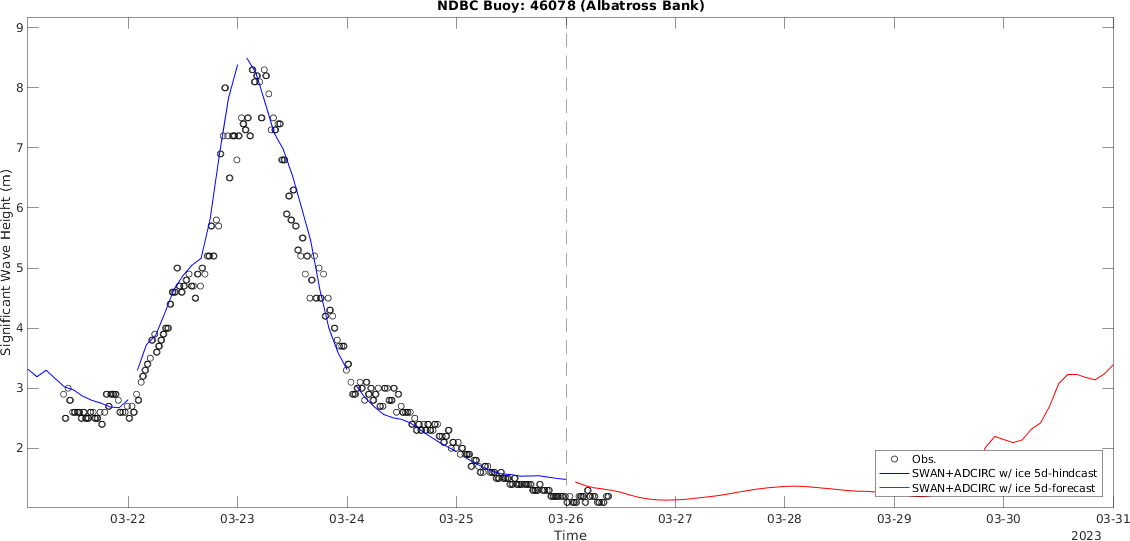 NDBC Buoy: 46078 (Albatross Bank)
9
8
7
6
5
4
3
2
Significant Wave Height (m)
Obs.
SWAN+ADCIRC w/ ice 5d-hindcast
SWAN+ADCIRC w/ ice 5d-forecast
03-22 03-23 03-24 03-25 03-26 03-27 03-28 03-29 03-30 03-31
Time
2023